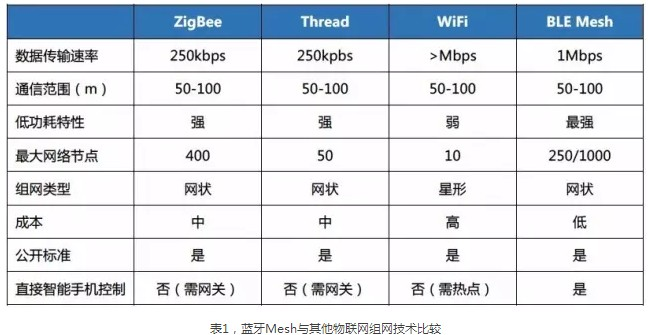 ZigBee Thread WiFi BLE Mesh
数据传输速率 250kbps 250kpbs >Mbps 1Mbps
通信范围（m） 50-100 50-100 50-100 50-100
低功耗特性 强 强 弱 最强
最大网络节点 400 50 10 250/1000
组网类型 网状 网状 星形 网状
成本 中 中 高 低
公开标准 是 是 是 是
直接智能手机控制 否（需网关） 否（需网关） 否（需热点） 是
表1，蓝牙Mesh与其他物联网组网技术比较